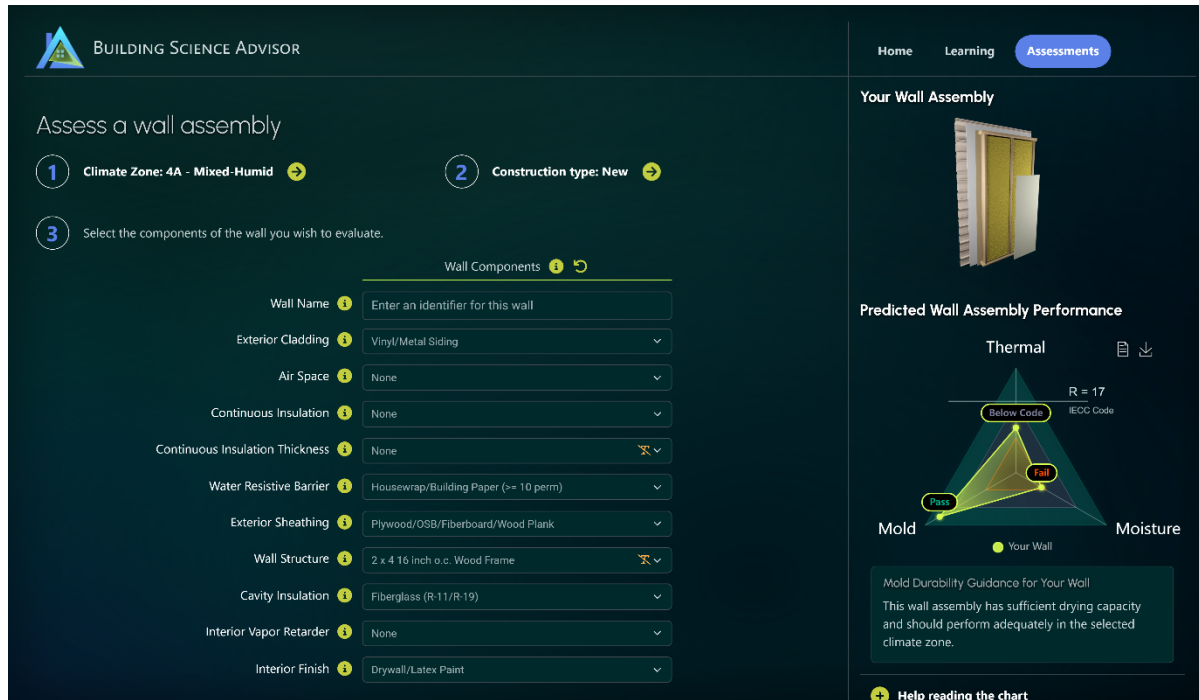 BUILDING SCIENCE ADVISOR
Home Learning Assessments
Assess a wall assembly
1 Climate Zone: 4A - Mixed-Humid
2 Construction type: New
3 Select the components of the wall you wish to evaluate.
Wall Components
Wall Name Enter an identifier for this wall
Exterior Cladding Vinyl/Metal Siding
Air Space None
Continuous Insulation None
Continuous Insulation Thickness None
Water Resistive Barrier Housewrap/Building Paper (>= 10 perm)
Exterior Sheathing Plywood/OSB/Fiberboard/Wood Plank
Wall Structure 2 x 4 16 inch o.c. Wood Frame
Cavity Insulation Fiberglass (R-11/R-19)
Interior Vapor Retarder None
Interior Finish Drywall/Latex Paint
Your Wall Assembly
Predicted Wall Assembly Performance
Thermal
R = 17
IECC Code
Below Code
Fail
Pass
Mold
Moisture
Your Wall
Mold Durability Guidance for Your Wall
This wall assembly has sufficient drying capacity
and should perform adequately in the selected
climate zone.
Help reading the chart